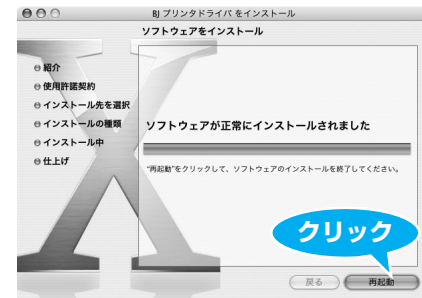 BJ プリンタドライバ をインストール
ソフトウェアをインストール
紹介
使用許諾契約
インストール先を選択
インストールの種類
インストール中
仕上げ
ソフトウェアが正常にインストールされました
"再起動"をクリックして、ソフトウェアのインストールを終了してください。
クリック
戻る
再起動